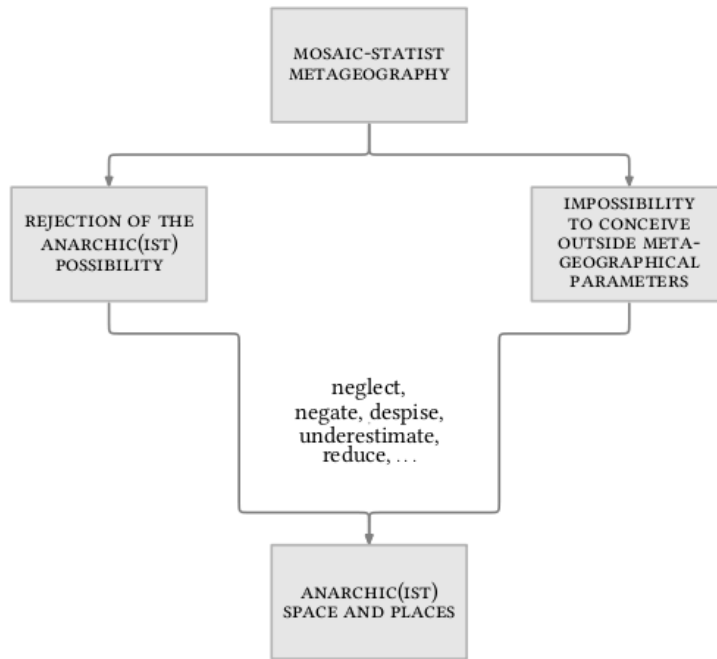 MOSAIC-STATIST
METAGEOGRAPHY
REJECTION OF THE
ANARCHIC(IST)
POSSIBILITY
IMPOSSIBILITY
TO CONCEIVE
OUTSIDE META-
GEOGRAPHICAL
PARAMETERS
neglect,
negate, despise,
underestimate,
reduce, ...
ANARCHIC(IST)
SPACE AND PLACES